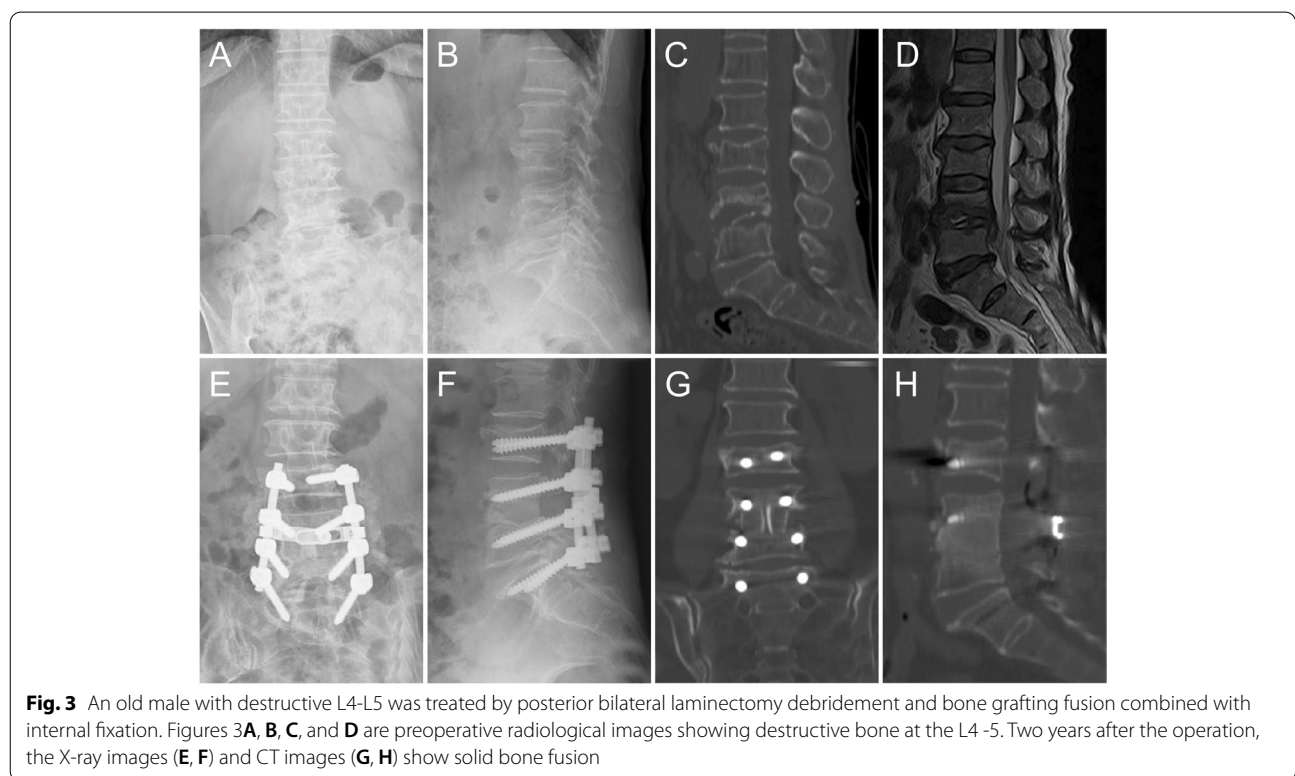 A B C D
E F G H
Fig. 3 An old male with destructive L4-L5 was treated by posterior bilateral laminectomy debridement and bone grafting fusion combined with
internal fixation. Figures 3A, B, C, and D are preoperative radiological images showing destructive bone at the L4 -5. Two years after the operation,
the X-ray images (E, F) and CT images (G, H) show solid bone fusion